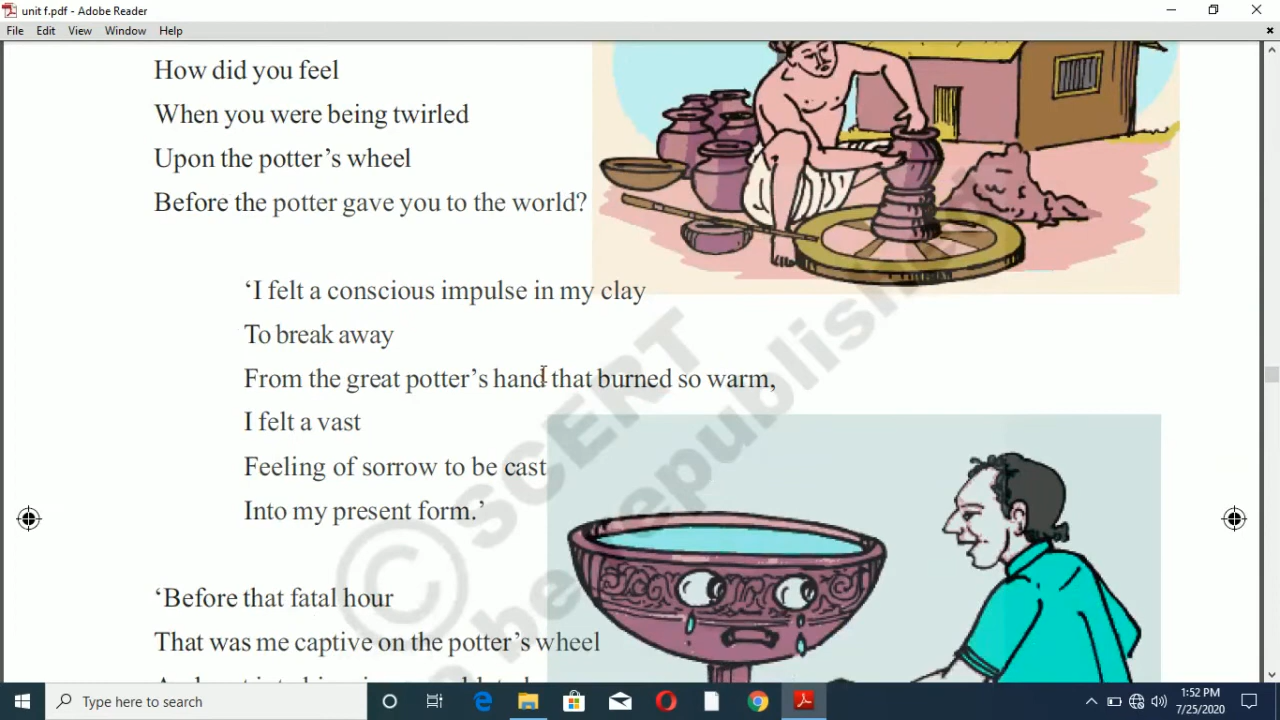 unit f.pdf - Adobe Reader
File Edit View Window Help
How did you feel
When you were being twirled
Upon the potter's wheel
Before the potter gave you to the world?
'I felt a conscious impulse in my clay
To break away
From the great potter's hand that burned so warm,
I felt a vast
Feeling of sorrow to be cast
Into my present form.'
'Before that fatal hour
That was me captive on the potter's wheel
© SCERT
republish
Type here to search
1:52 PM
7/25/2020